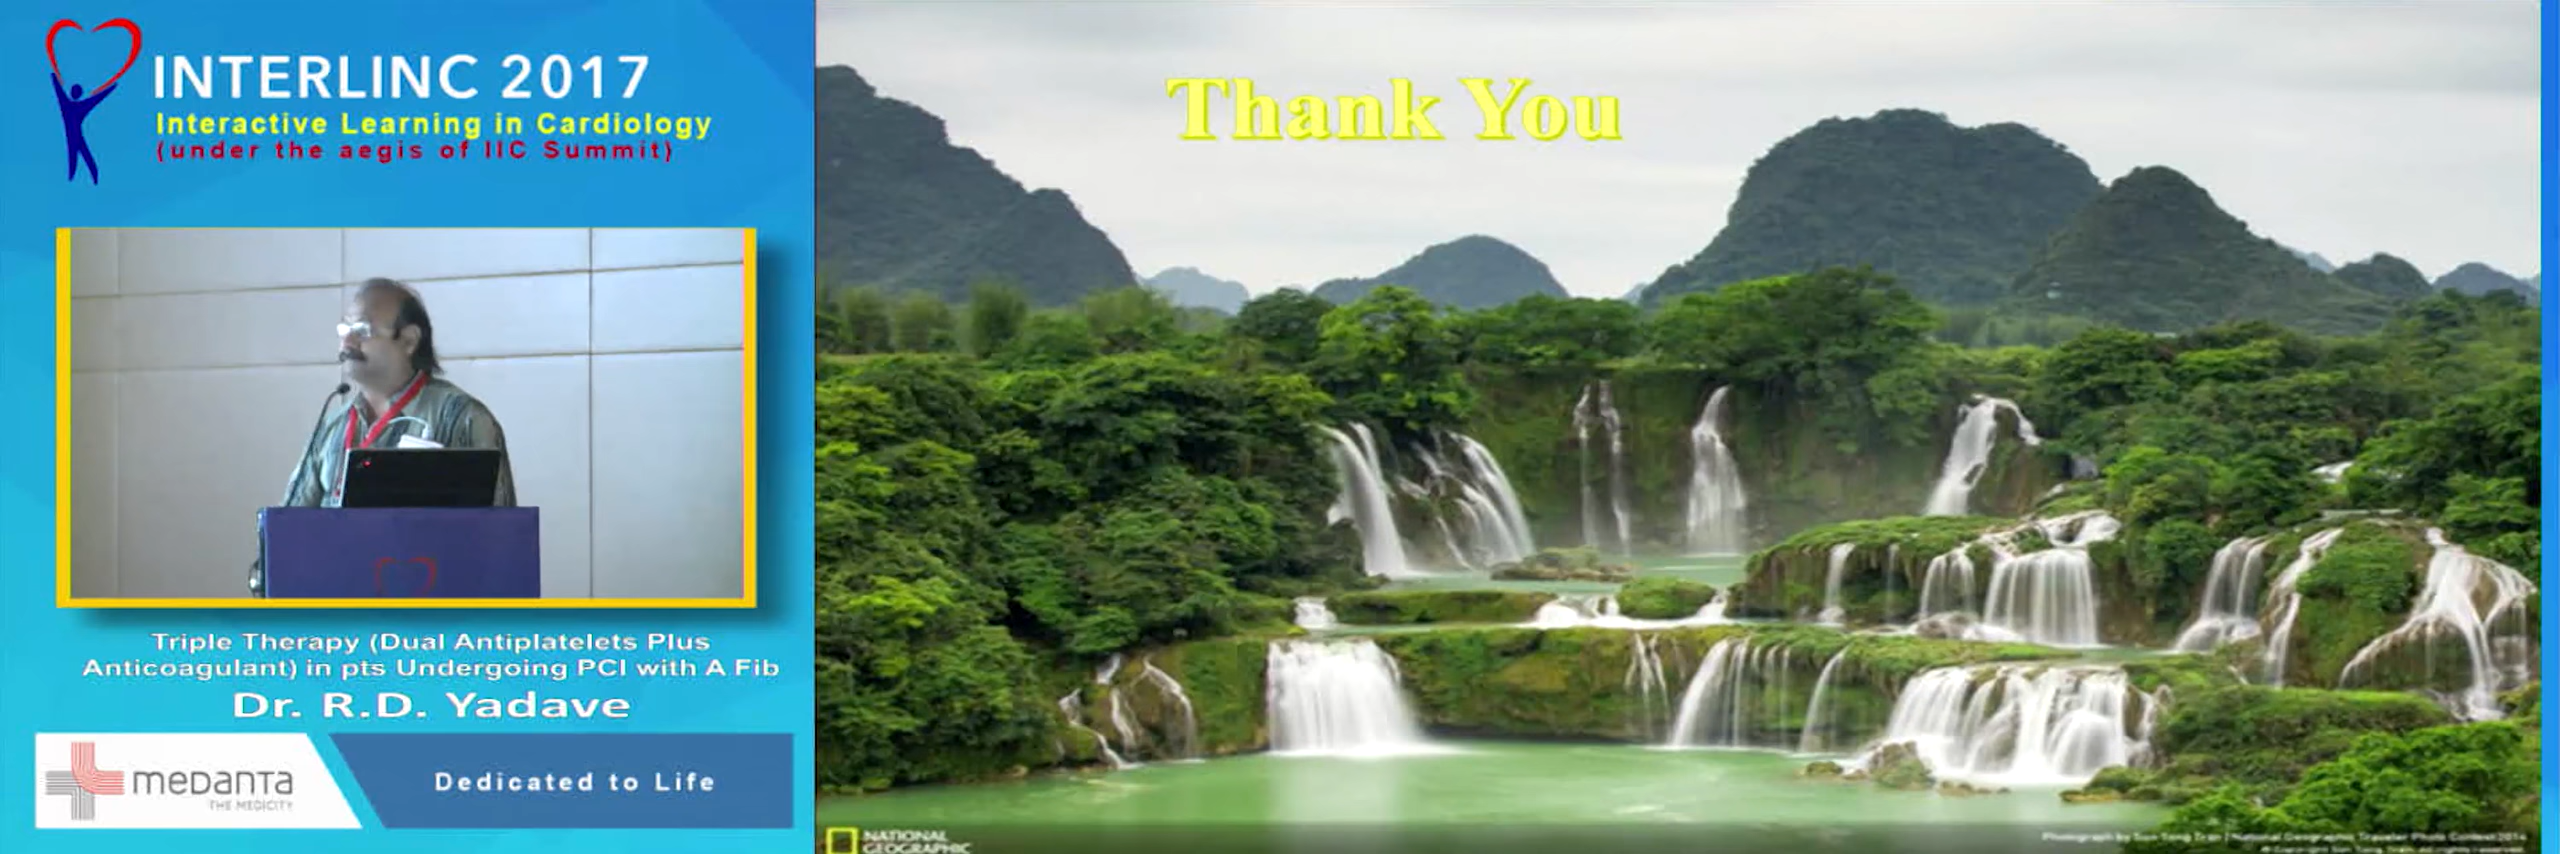 INTERLINC 2017
Interactive Learning in Cardiology
(under the aegis of IIC Summit)
Triple Therapy (Dual Antiplatelets Plus
Anticoagulant) in pts Undergoing PCI with A Fib
Dr. R.D. Yadave
medanta
THE MEDICITY
Dedicated to Life
Thank You
NATIONAL
GEOGRAPHIC